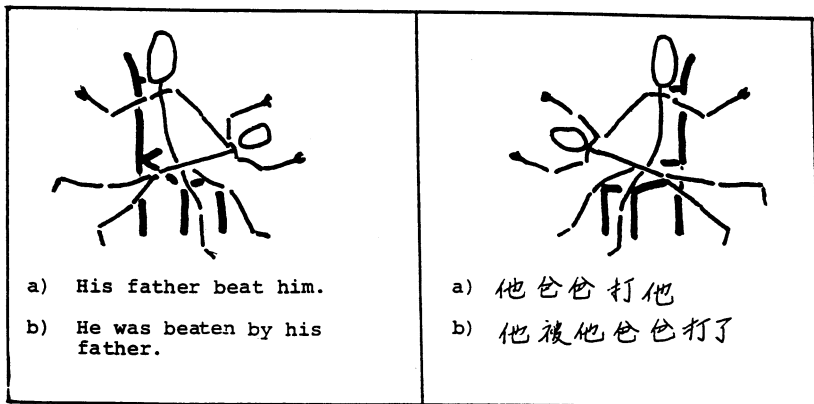 a) His father beat him.
b) He was beaten by his
father.
a) 他爸爸打他
b) 他被他爸爸打了